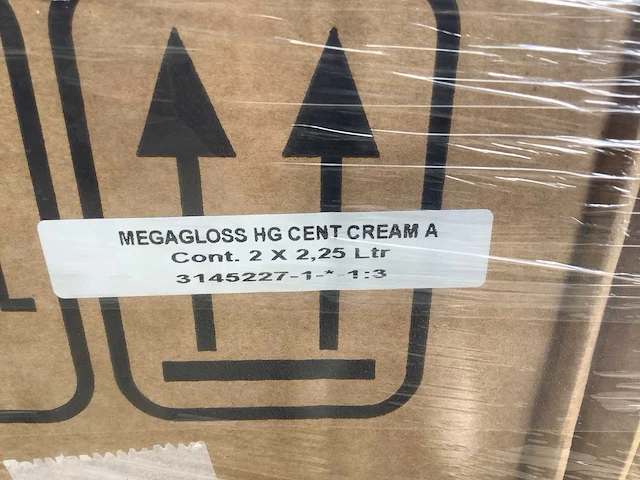 MEGAGLOSS HG CENT CREAM A
Cont. 2 X 2,25 Ltr
3145227-1-*-1:3